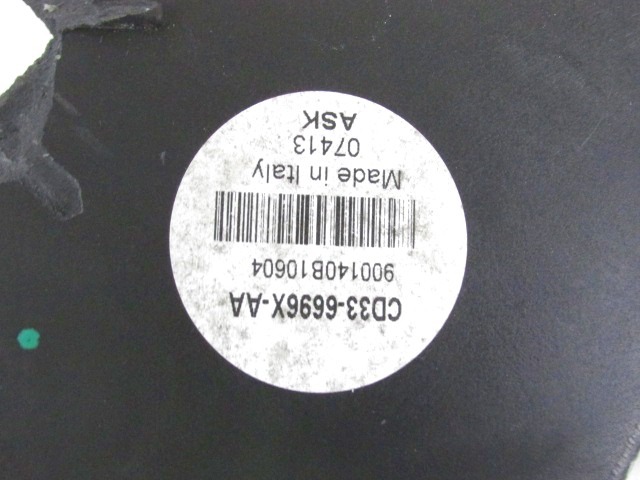 CD33-6696X-AA
900140B10604
Made in Italy
07413
ASK